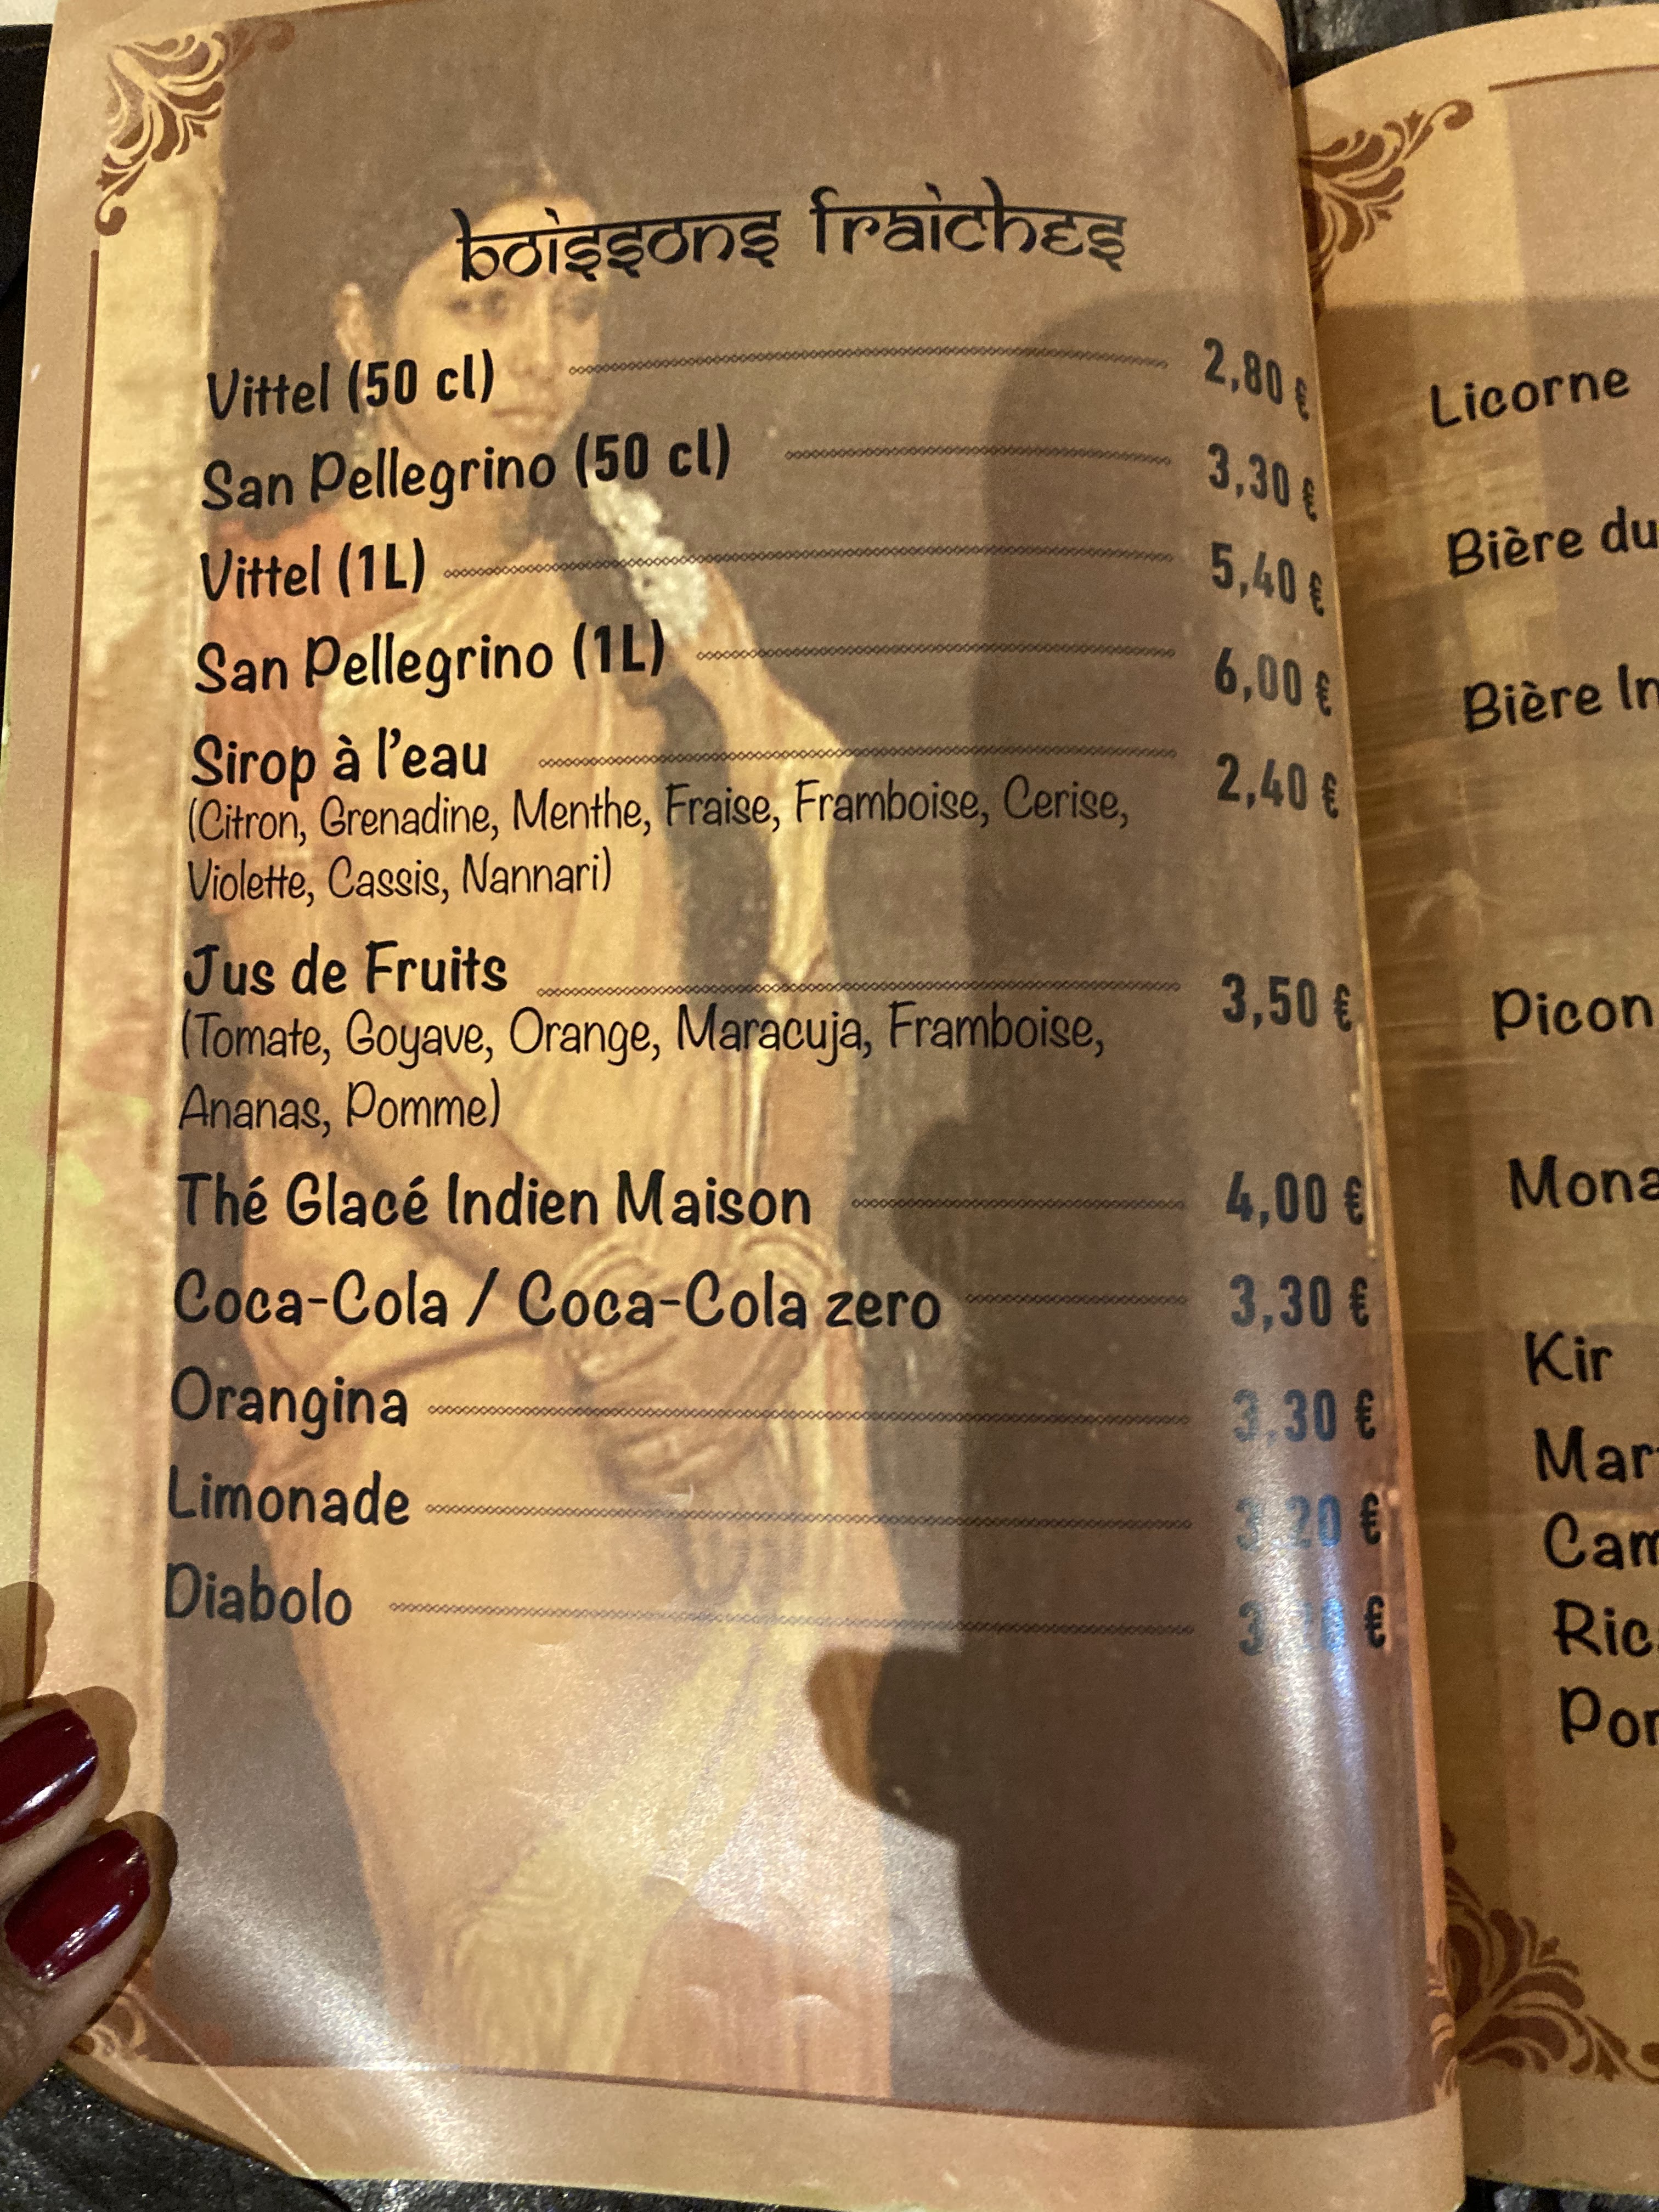 boissons fraîches
Vittel (50 cl) 2,80 €
San Pellegrino (50 cl) 3,30 €
Vittel (1L) 5,40 €
San Pellegrino (1L) 6,00 €
Sirop à l'eau 2,40 €
(Citron, Grenadine, Menthe, Fraise, Framboise, Cerise,
Violette, Cassis, Nannari)
Jus de Fruits 3,50 €
(Tomate, Goyave, Orange, Maracuja, Framboise,
Ananas, Pomme)
Thé Glacé Indien Maison 4,00 €
Coca-Cola / Coca-Cola zero 3,30 €
Orangina 3,30 €
Limonade 3,20 €
Diabolo €
Licorne
Bière du
Bière
Picon
Kir